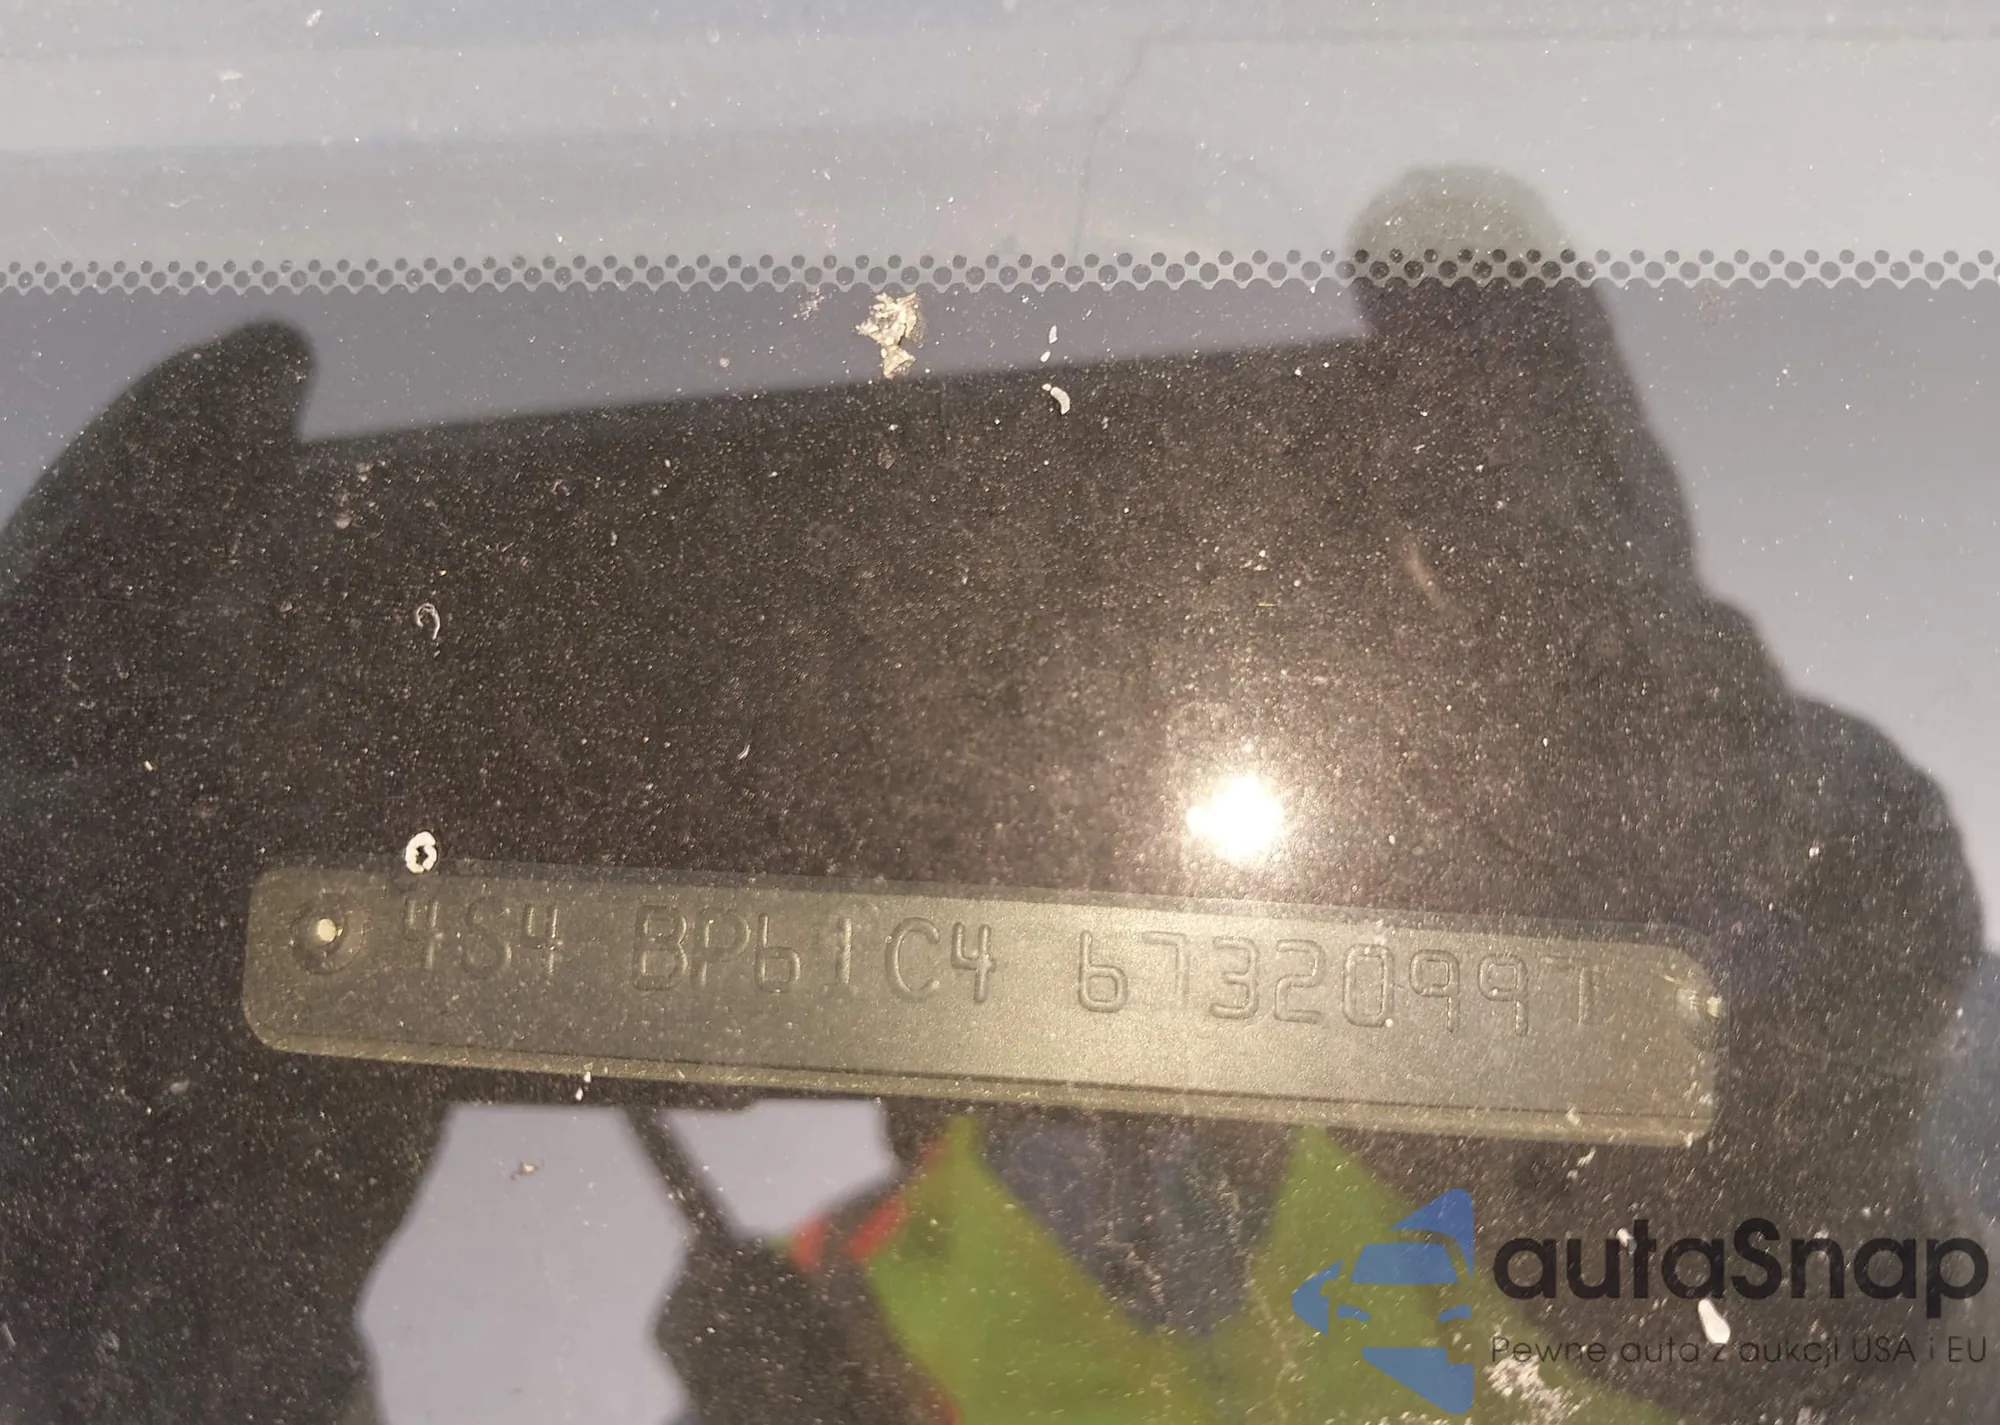 4S4 BP61C4 67320997
autaSnap
Pewne auta z aukcji USA i EU